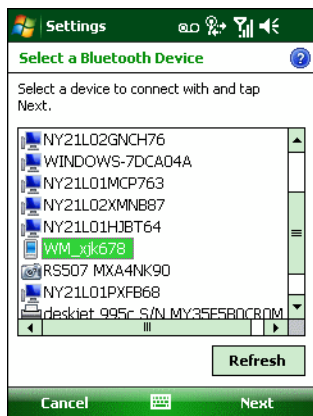 Settings
Select a Bluetooth Device
?
Select a device to connect with and tap
Next.
NY21L02GNCH76
WINDOWS-7DCA04A
NY21L01MCP763
NY21L02XMNB87
NY21L01HJBT64
WM_xjk678
RS507 MXA4NK90
NY21L01PXFB68
deskjet 995c S/N MY35F5B0CR0M
Refresh
Cancel
Next